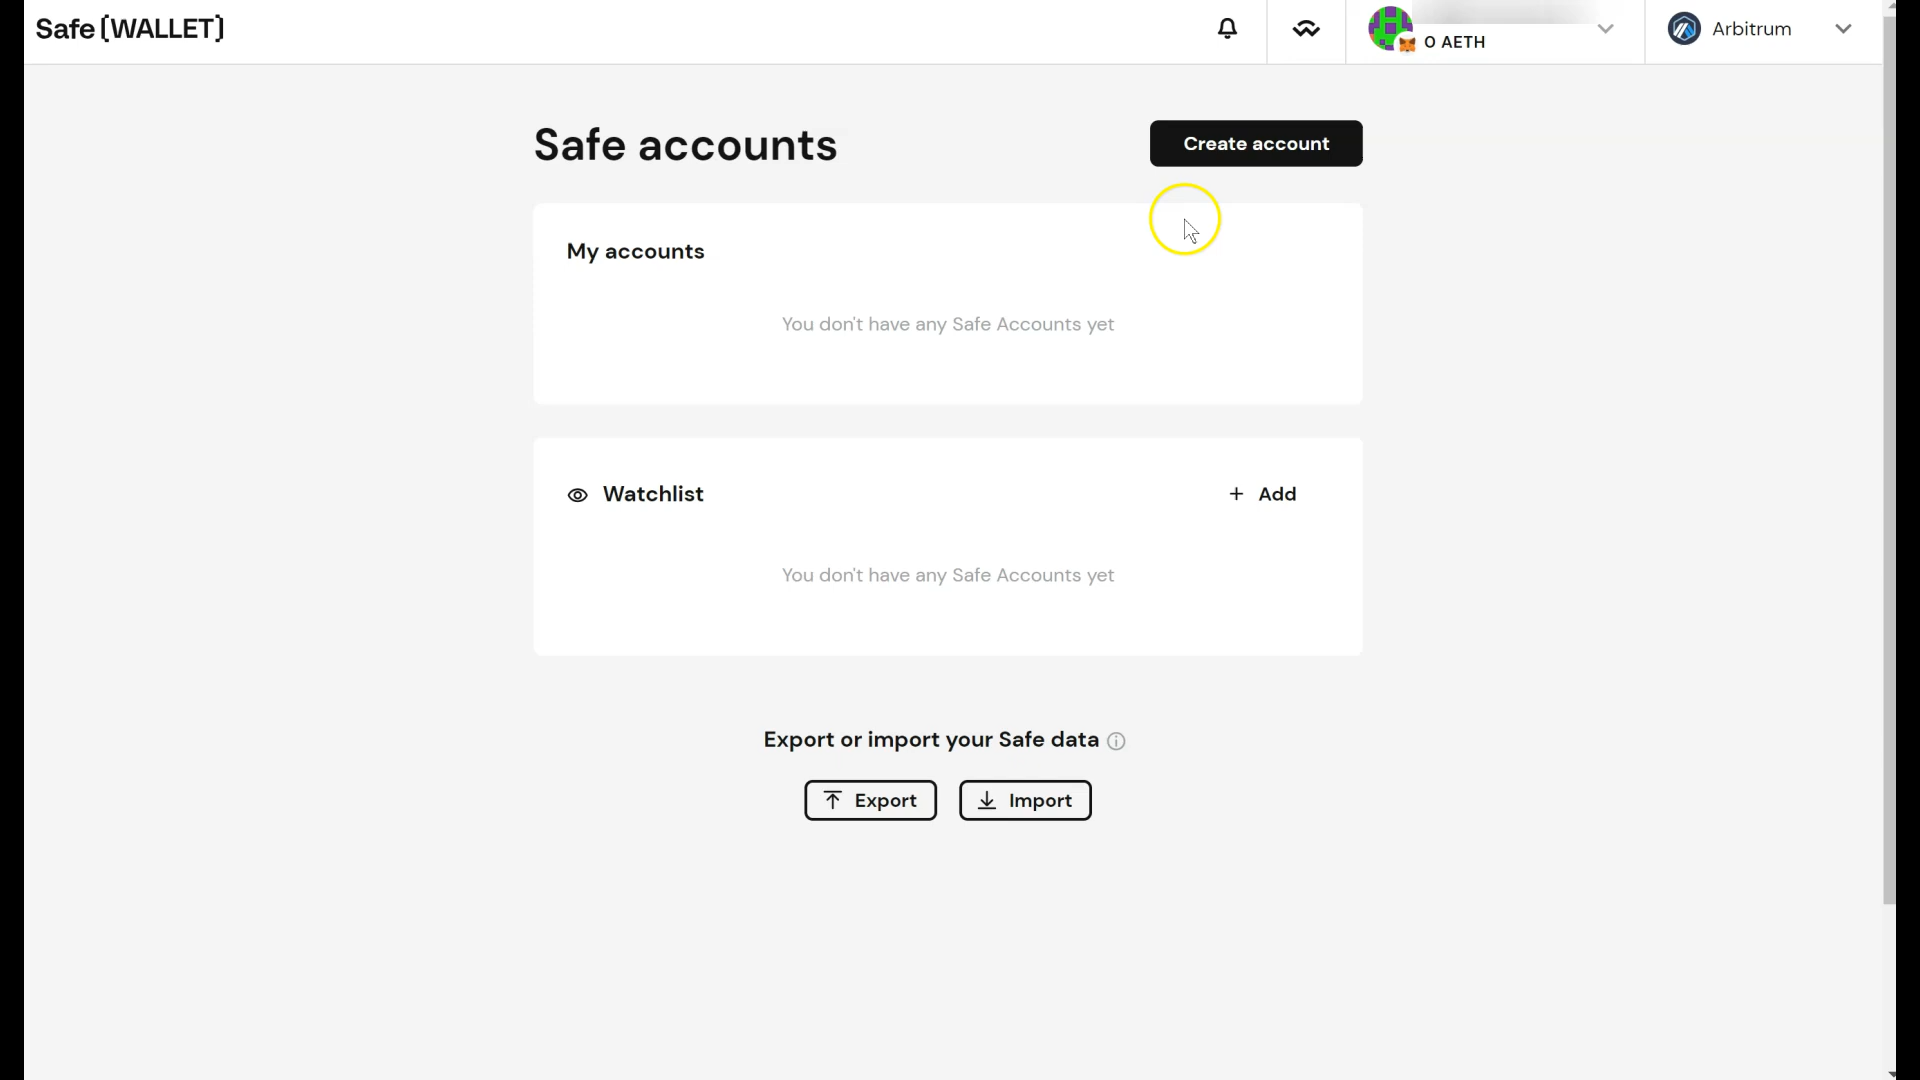 Safe{WALLET}
0 AETH
Arbitrum
Safe accounts
Create account
My accounts
You don't have any Safe Accounts yet
Watchlist
+ Add
You don't have any Safe Accounts yet
Export or import your Safe data
Export
Import